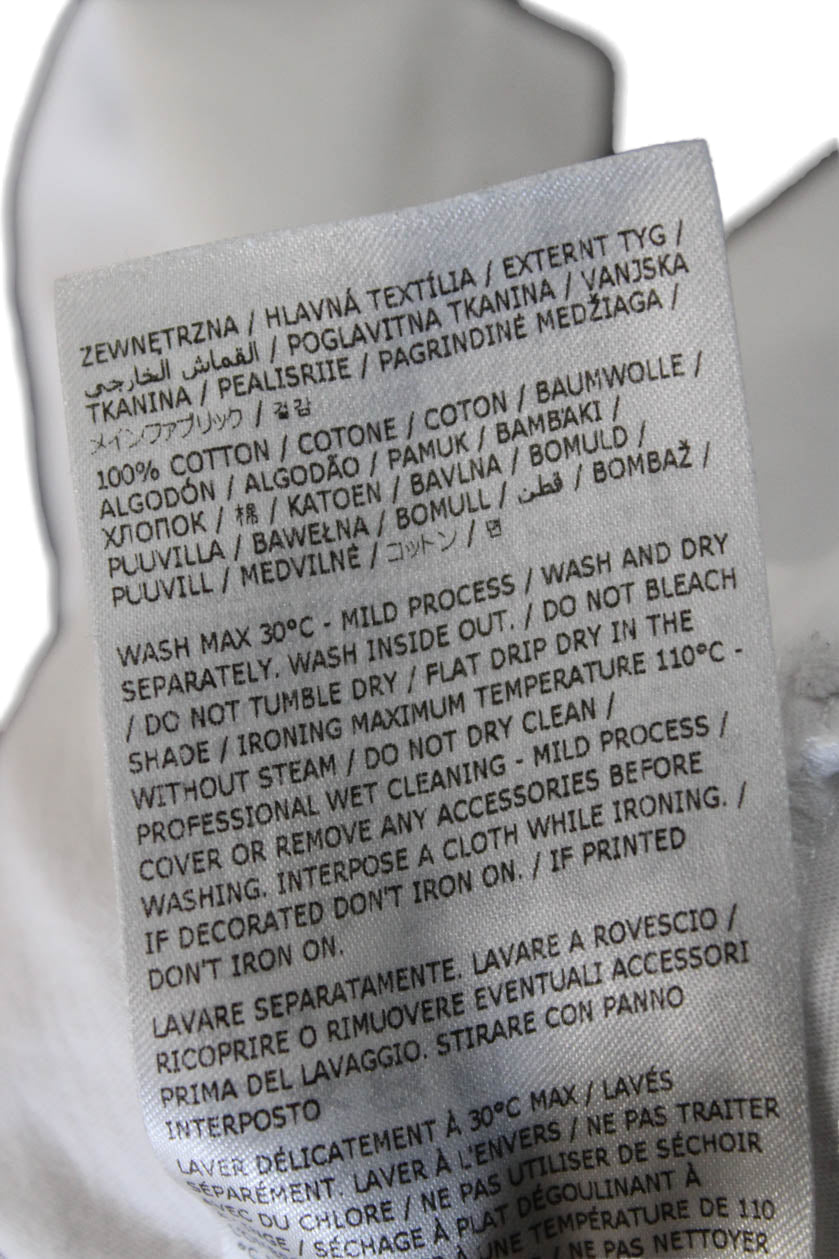 ZEWNĘTRZNA / HLAVNÁ TEXTÍLIA / EXTERNT TYG /
القماش الخارجي / POGLAVITNA TKANINA / VANJSKA
TKANINA / PEALISRIIE / PAGRINDINĖ MEDŽIAGA /
メインファブリック / 겉감
100% COTTON / COTONE / COTON / BAUMWOLLE /
ALGODÓN / ALGODÃO / PAMUK / BAMBAKI /
ХЛОПОК / 棉 / KATOEN / BAVLNA / BOMULD /
PUUVILLA / BAWEŁNA / BOMULL / قطن / BOMBAŽ /
PUUVILL / MEDVILNĖ / コットン / 면
WASH MAX 30°C - MILD PROCESS / WASH AND DRY
SEPARATELY. WASH INSIDE OUT. / DO NOT BLEACH
/ DO NOT TUMBLE DRY / FLAT DRIP DRY IN THE
SHADE / IRONING MAXIMUM TEMPERATURE 110°C -
WITHOUT STEAM / DO NOT DRY CLEAN /
PROFESSIONAL WET CLEANING - MILD PROCESS /
COVER OR REMOVE ANY ACCESSORIES BEFORE
WASHING. INTERPOSE A CLOTH WHILE IRONING. /
IF DECORATED DON'T IRON ON. / IF PRINTED
DON'T IRON ON.
LAVARE SEPARATAMENTE. LAVARE A ROVESCIO /
RICOPRIRE O RIMUOVERE EVENTUALI ACCESSORI
PRIMA DEL LAVAGGIO. STIRARE CON PANNO
INTERPOSTO
LAVER DÉLICATEMENT À 30°C MAX / LAVÉS
SÉPARÉMENT. LAVER À L'ENVERS / NE PAS TRAITER
DU CHLORE / NE PAS UTILISER DE SÉCHOIR
/ SÉCHAGE À PLAT DÉGOULINANT À
UNE TEMPÉRATURE DE 110
/ NE PAS NETTOYER